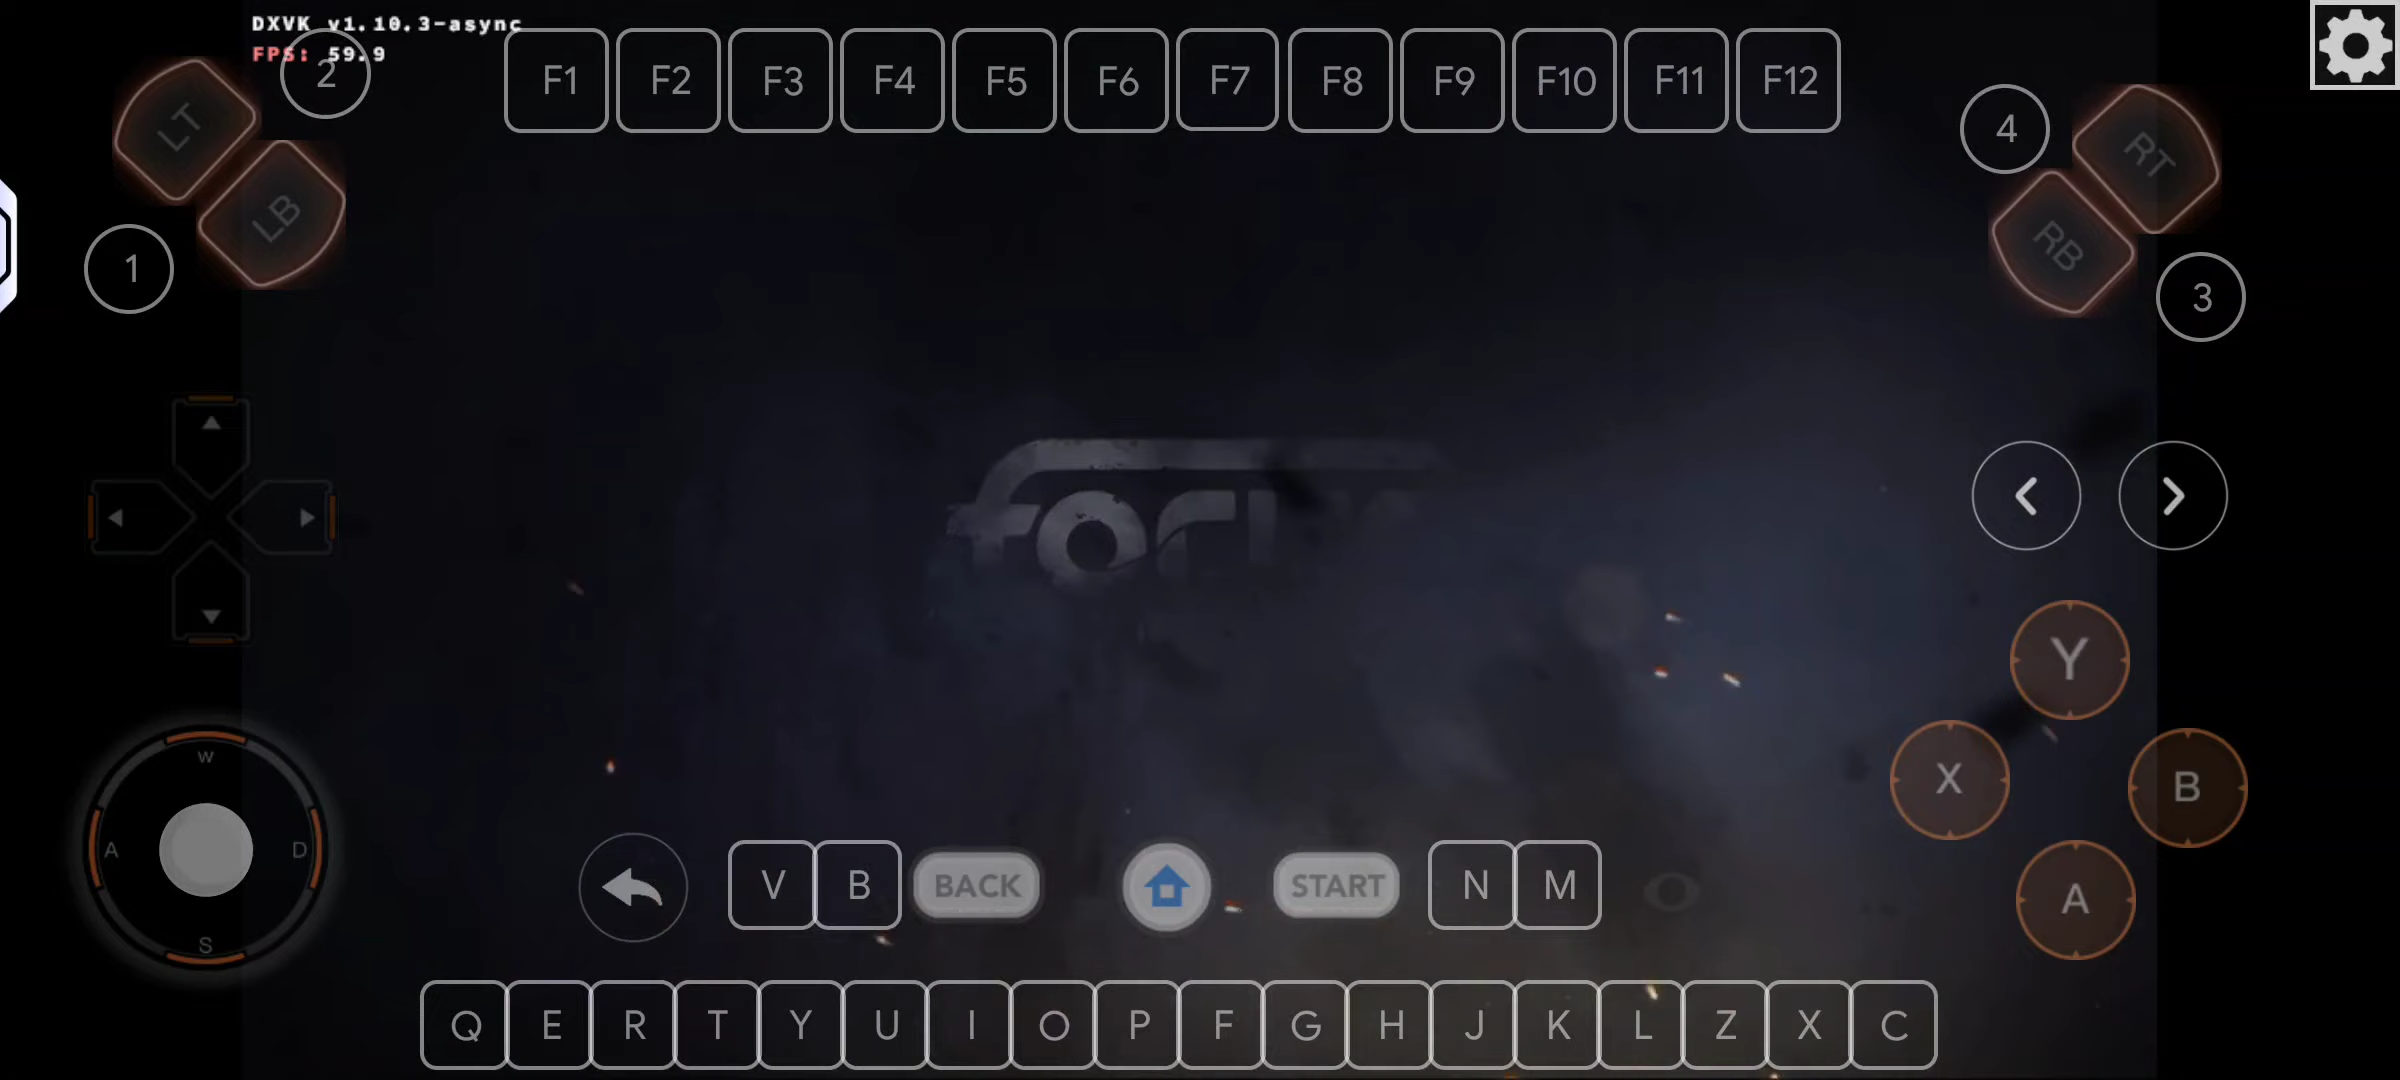 DXVK v1.10.3-async
FPS: 59.9
2
F1 F2 F3 F4 F5 F6 F7 F8 F9 F10 F11 F12
LT
LB
1
4
RT
RB
3
W
A D
S
Y
X B
A
V B BACK START N M
Q E R T Y U I O P F G H J K L Z X C